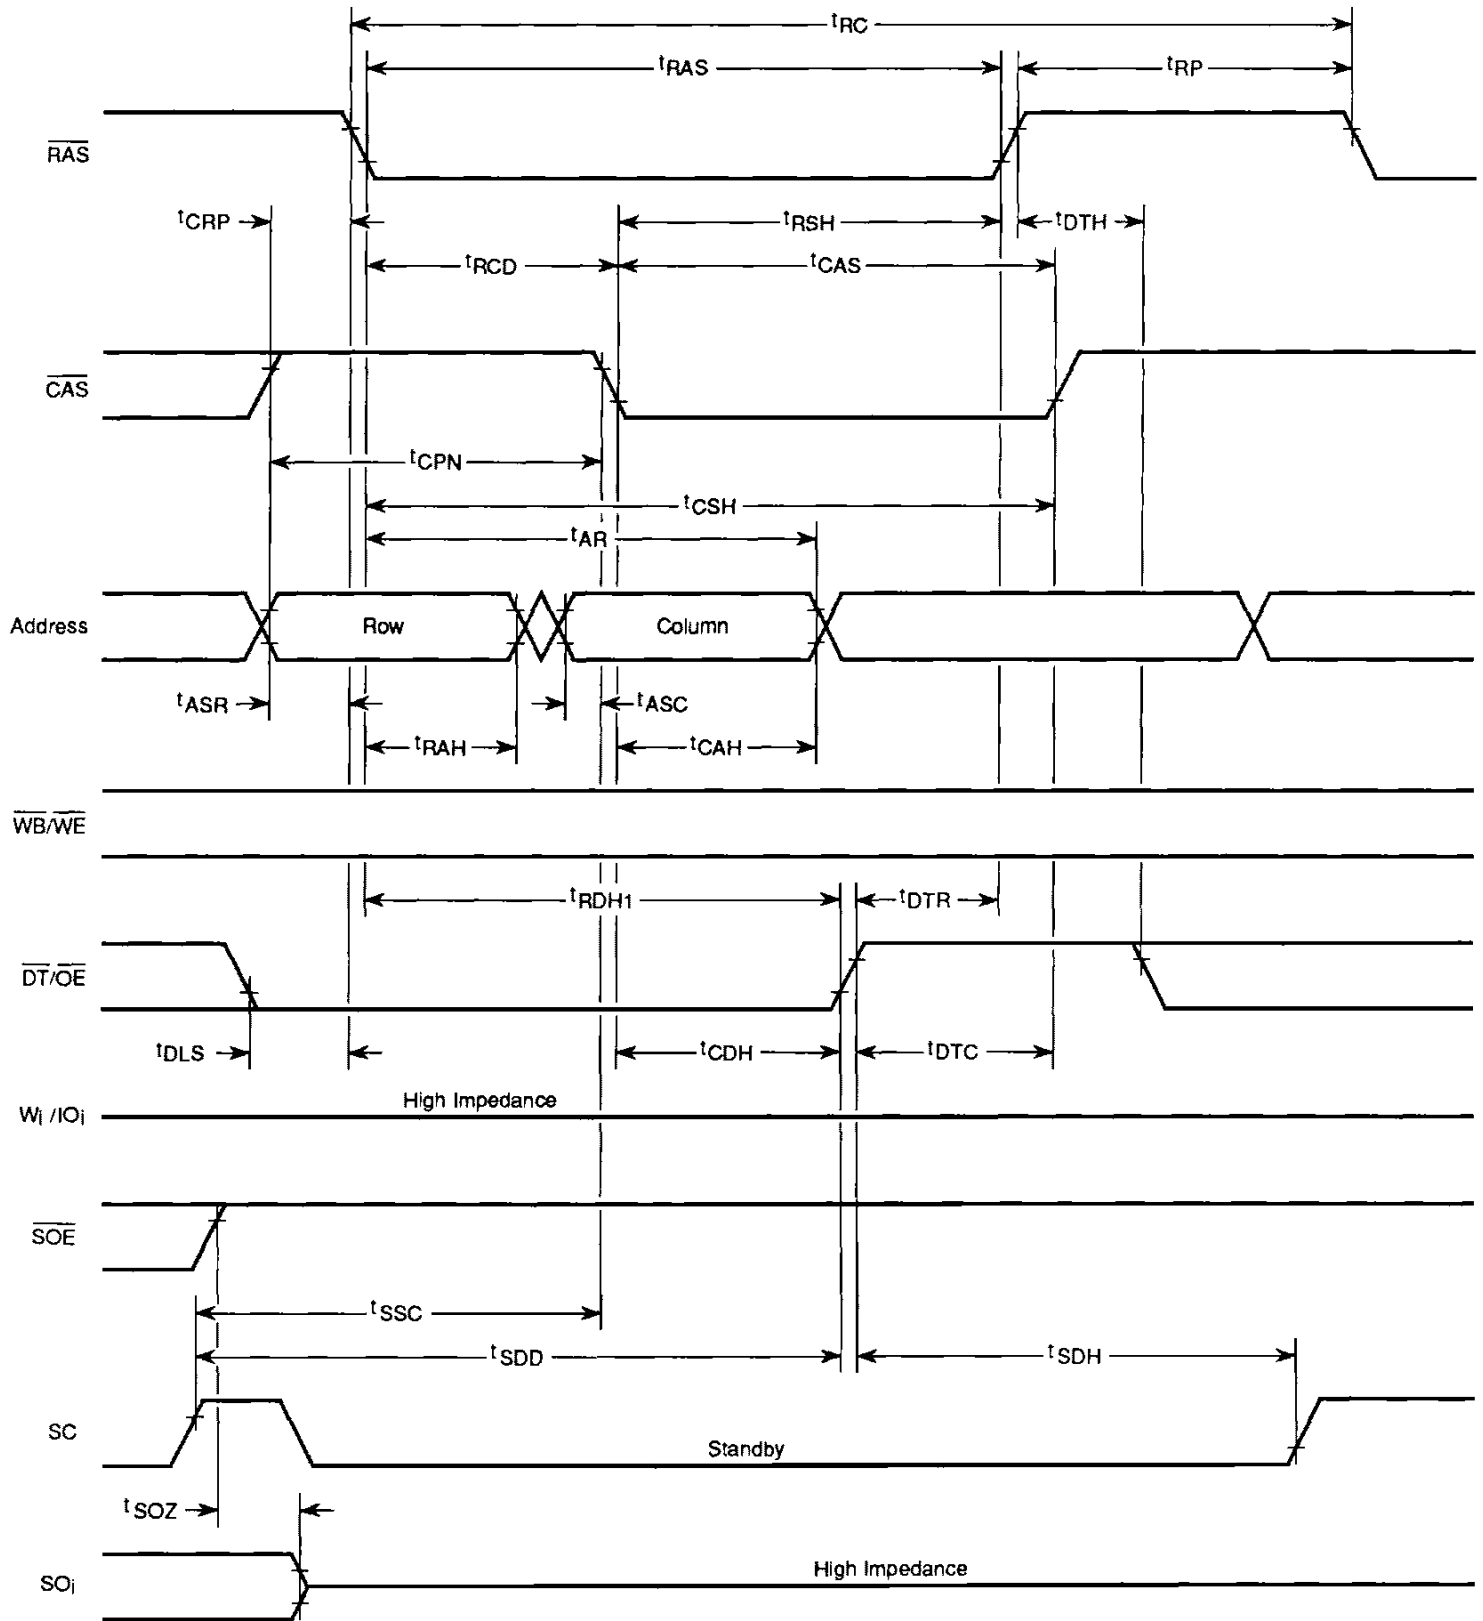 tRC
tRAS
tRP
RAS
tCRP
tRSH
tDTH
tRCD
tCAS
CAS
tCPN
tCSH
tAR
Address
Row
Column
tASR
tASC
tRAH
tCAH
WB/WE
tRDH1
tDTR
DT/OE
tDLS
tCDH
tDTC
Wi /IOi
High Impedance
SOE
tSSC
tSDD
tSDH
SC
Standby
tSOZ
SOi
High Impedance